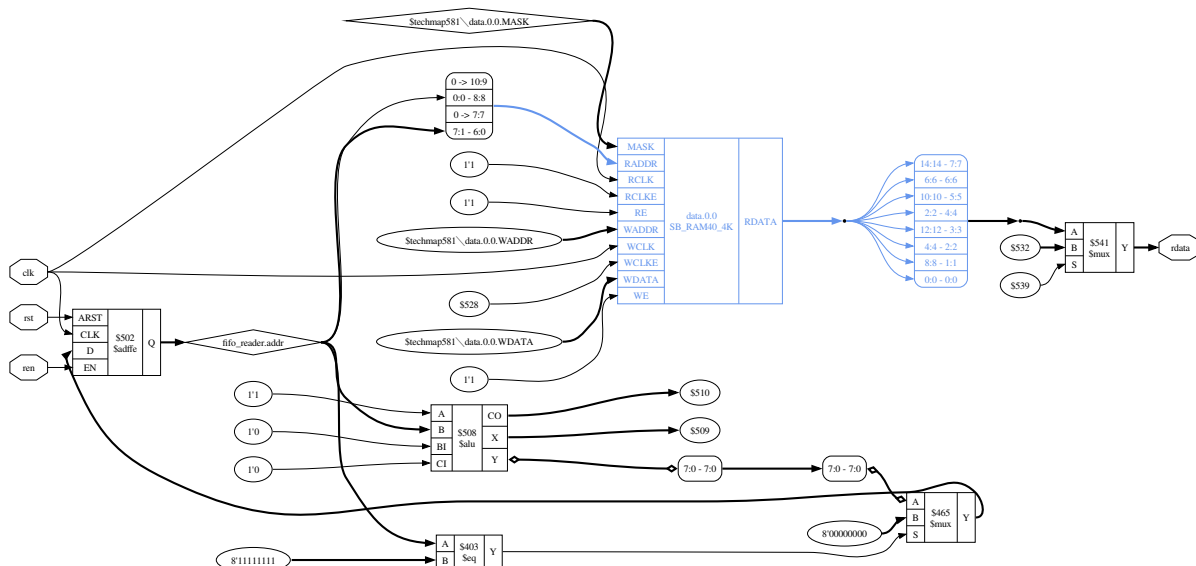 $techmap581\data.0.0.MASK
0 -> 10:9
0:0 - 8:8
0 -> 7:7
7:1 - 6:0
1'1
1'1
$techmap581\data.0.0.WADDR
$528
$techmap581\data.0.0.WDATA
1'1
MASK
RADDR
RCLK
RCLKE
RE
WADDR
WCLK
WCLKE
WDATA
WE
data.0.0
SB_RAM40_4K
RDATA
14:14 - 7:7
6:6 - 6:6
10:10 - 5:5
2:2 - 4:4
12:12 - 3:3
4:4 - 2:2
8:8 - 1:1
0:0 - 0:0
$532
$539
A
B
S
$541
$mux
Y
rdata
clk
rst
ren
ARST
CLK
D
EN
$502
$adffe
Q
fifo_reader.addr
1'1
1'0
1'0
A
B
BI
CI
$508
$alu
CO
X
Y
$510
$509
7:0 - 7:0
7:0 - 7:0
8'00000000
A
B
S
$465
$mux
Y
8'11111111
A
B
$403
$eq
Y